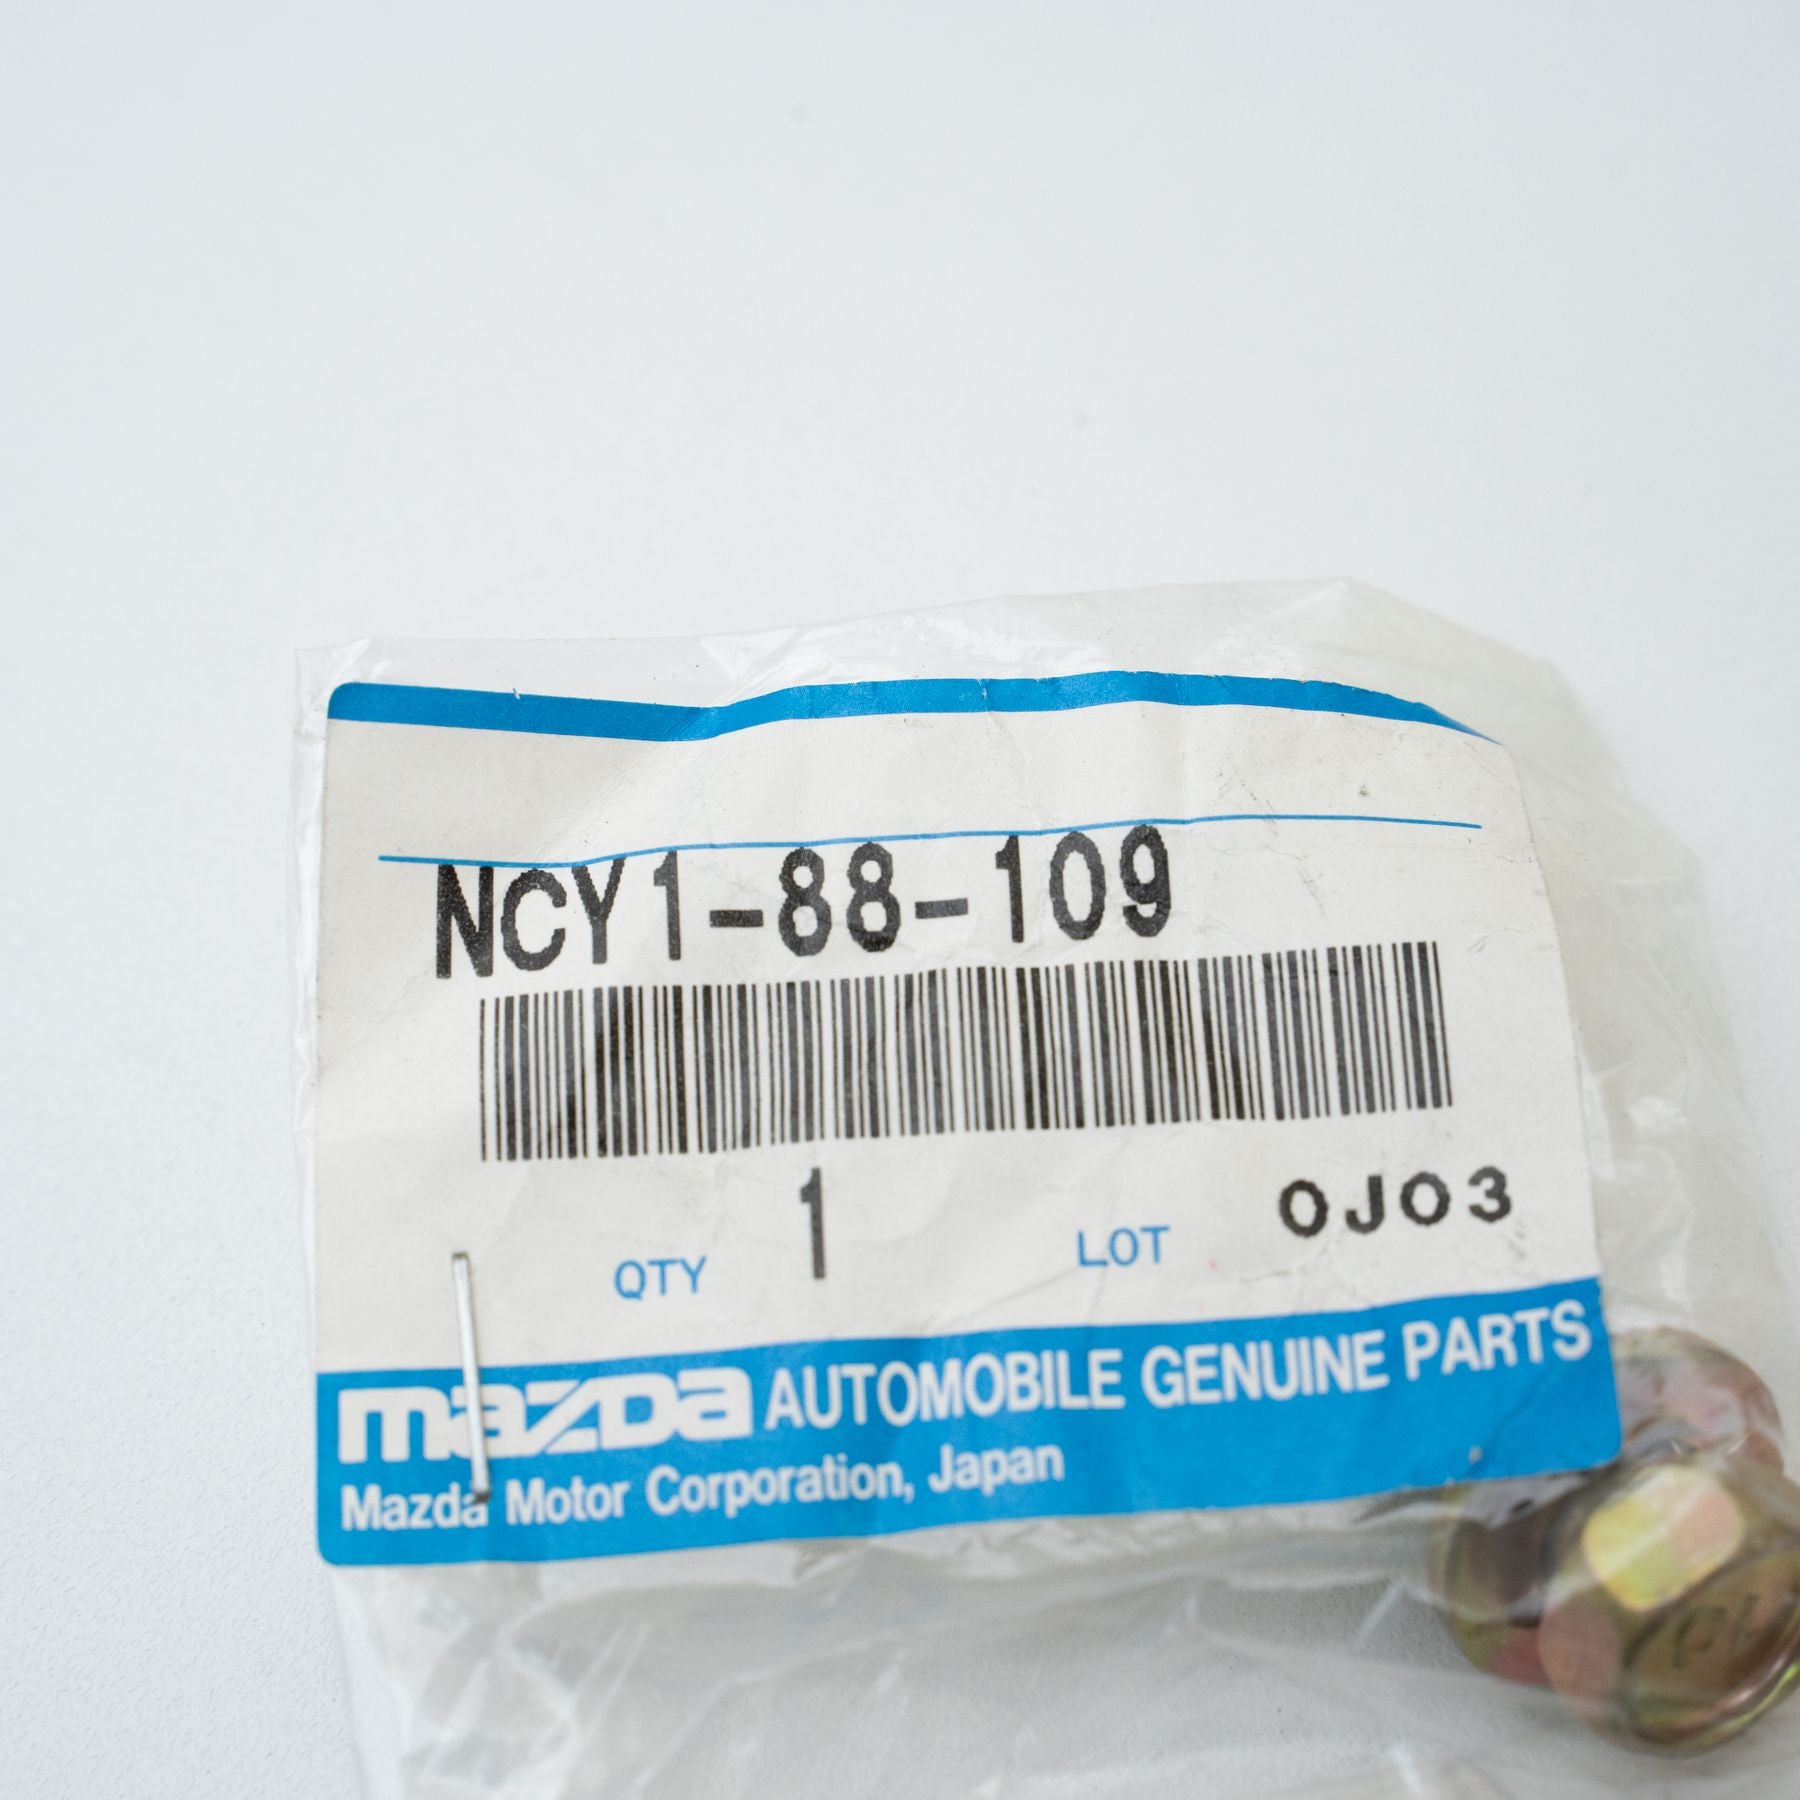 NCY1-88-109
QTY 1 LOT 0J03
mazda AUTOMOBILE GENUINE PARTS
Mazda Motor Corporation, Japan